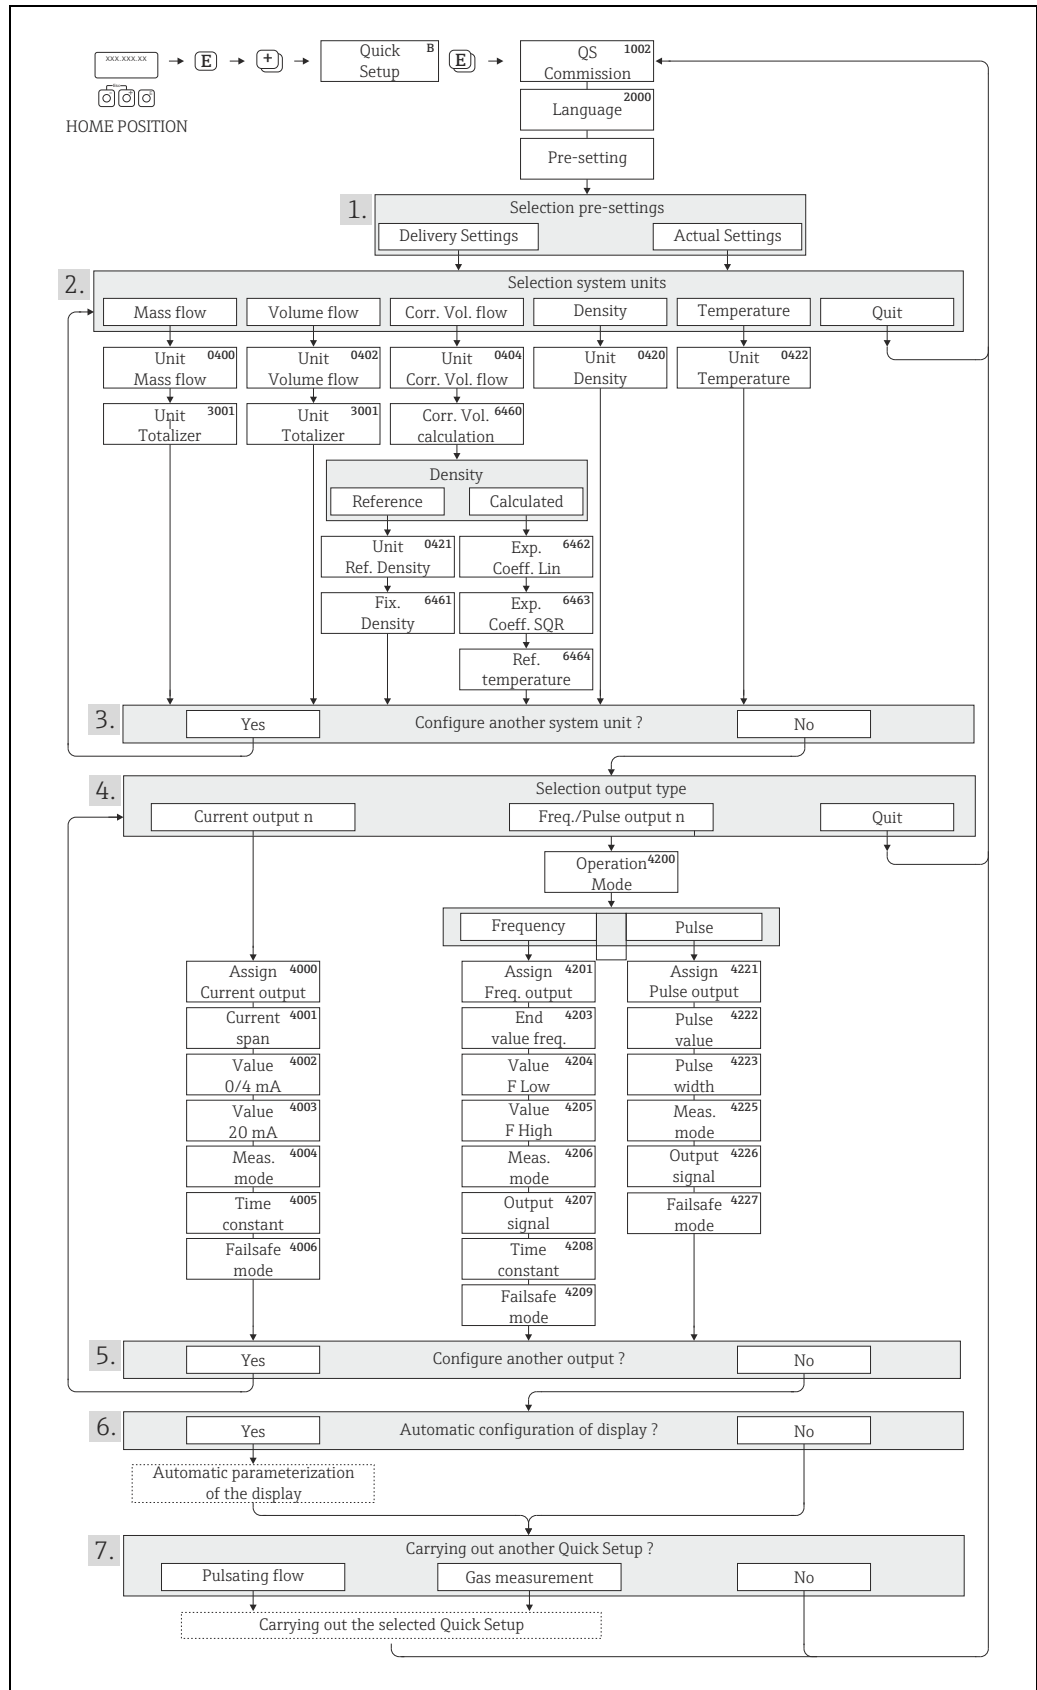 xxx.xxx.xx
E
+
Quick B
Setup
E
QS 1002
Commission
Esc
- + E
HOME POSITION
Language 2000
Pre-setting
1.
Selection pre-settings
Delivery Settings
Actual Settings
2.
Selection system units
Mass flow
Volume flow
Corr. Vol. flow
Density
Temperature
Quit
Unit 0400
Mass flow
Unit 0402
Volume flow
Unit 0404
Corr. Vol. flow
Unit 0420
Density
Unit 0422
Temperature
Unit 3001
Totalizer
Unit 3001
Totalizer
Corr. Vol. 6460
calculation
Density
Reference
Calculated
Unit 0421
Ref. Density
Exp. 6462
Coeff. Lin
Fix. 6461
Density
Exp. 6463
Coeff. SQR
Ref. 6464
temperature
3.
Yes
Configure another system unit ?
No
4.
Selection output type
Current output n
Freq./Pulse output n
Quit
Operation 4200
Mode
Frequency
Pulse
Assign 4000
Current output
Current 4001
span
Value 4002
0/4 mA
Value 4003
20 mA
Meas. 4004
mode
Time 4005
constant
Failsafe 4006
mode
Assign 4201
Freq. output
End 4203
value freq.
Value 4204
F Low
Value 4205
F High
Meas. 4206
mode
Output 4207
signal
Time 4208
constant
Failsafe 4209
mode
Assign 4221
Pulse output
Pulse 4222
value
Pulse 4223
width
Meas. 4225
mode
Output 4226
signal
Failsafe 4227
mode
5.
Yes
Configure another output ?
No
6.
Yes
Automatic configuration of display ?
No
Automatic parameterization
of the display
7.
Carrying out another Quick Setup ?
Pulsating flow
Gas measurement
No
Carrying out the selected Quick Setup